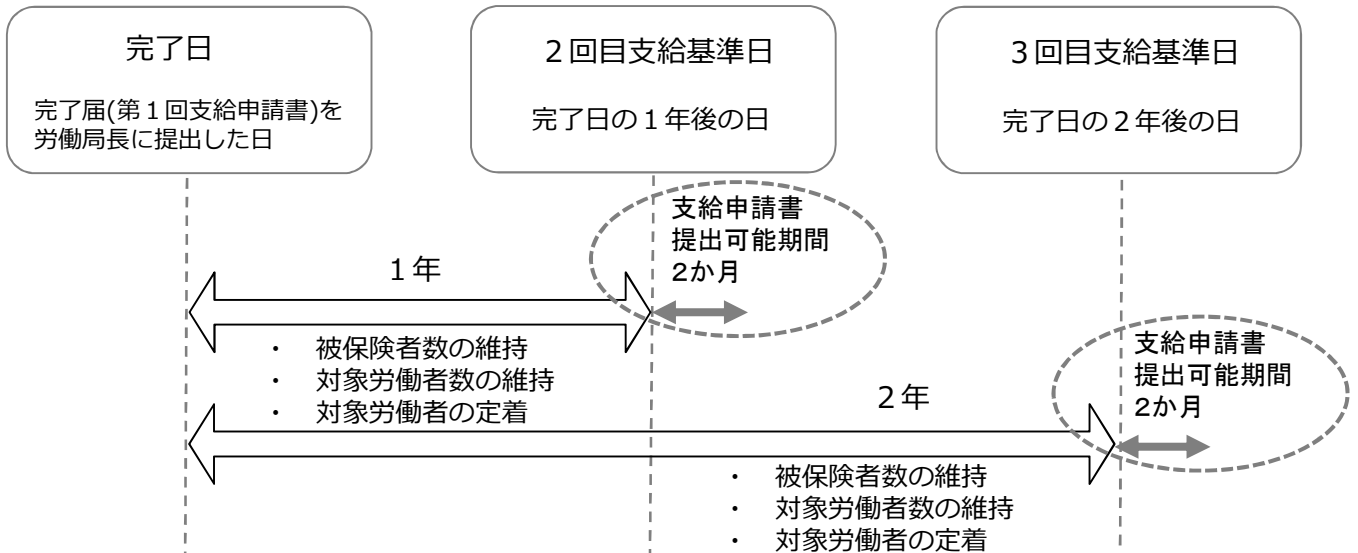 完了日
完了届(第１回支給申請書)を
労働局長に提出した日
２回目支給基準日
完了日の１年後の日
３回目支給基準日
完了日の２年後の日
支給申請書
提出可能期間
２か月
１年
・ 被保険者数の維持
・ 対象労働者数の維持
・ 対象労働者の定着
支給申請書
提出可能期間
２か月
２年
・ 被保険者数の維持
・ 対象労働者数の維持
・ 対象労働者の定着